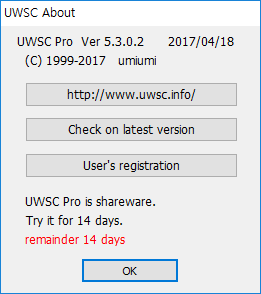 UWSC About
UWSC Pro Ver 5.3.0.2 2017/04/18
(C) 1999-2017 umiumi
http://www.uwsc.info/
Check on latest version
User's registration
UWSC Pro is shareware.
Try it for 14 days.
remainder 14 days
OK